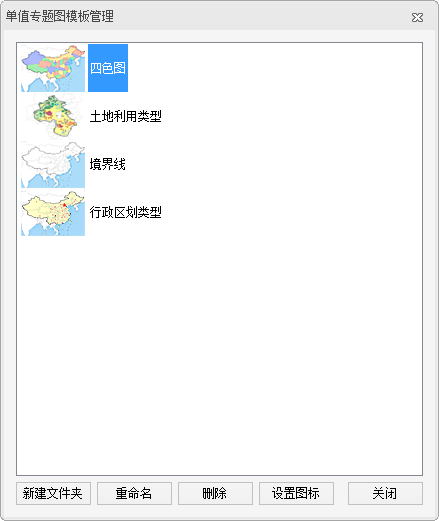 单值专题图模板管理
四色图
土地利用类型
境界线
行政区划类型
新建文件夹 重命名 删除 设置图标 关闭